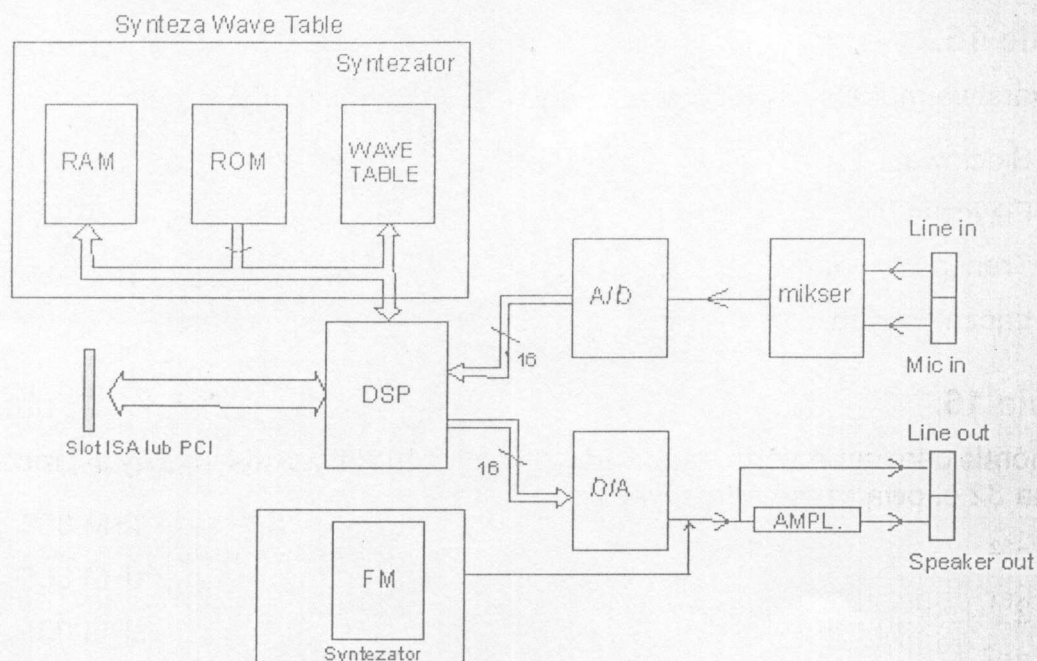 Synteza Wave Table
Syntezator
RAM
ROM
WAVE
TABLE
Line in
A/D
mikser
Mic in
16
DSP
Slot ISA lub PCI
16
D/A
Line out
AMPL.
Speaker out
FM
Syntezator